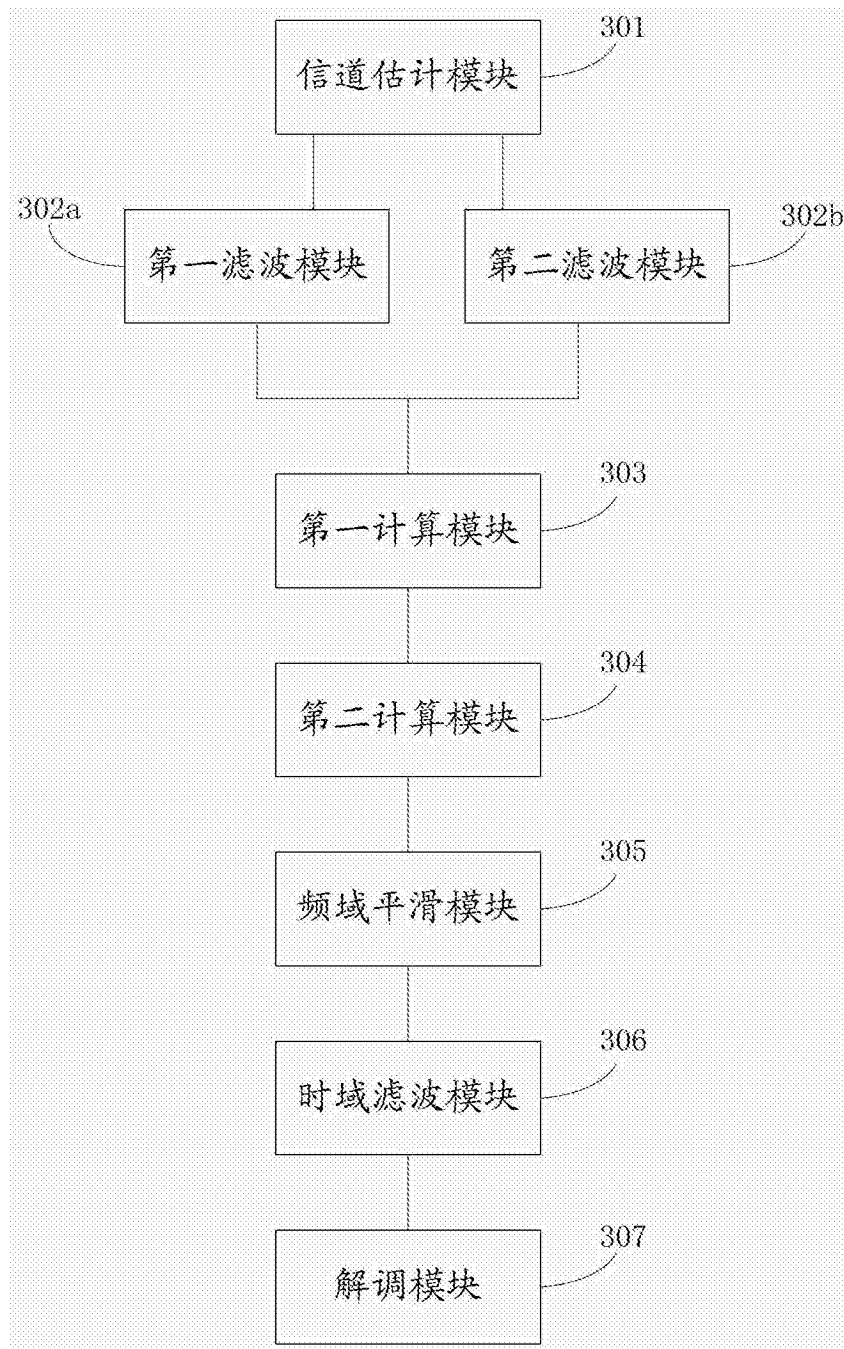 301
信道估计模块
302a
第一滤波模块
302b
第二滤波模块
303
第一计算模块
304
第二计算模块
305
频域平滑模块
306
时域滤波模块
307
解调模块